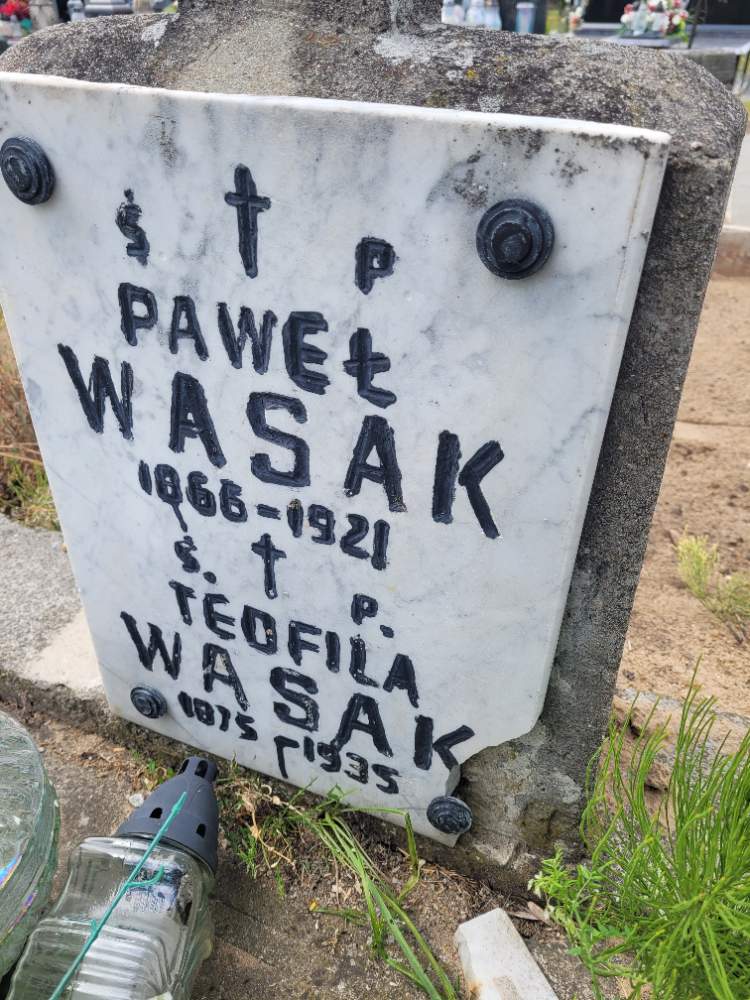 ś † P
PAWEŁ
WASAK
1866-1921
ś. † P.
TEOFILA
WASAK
1875-1935